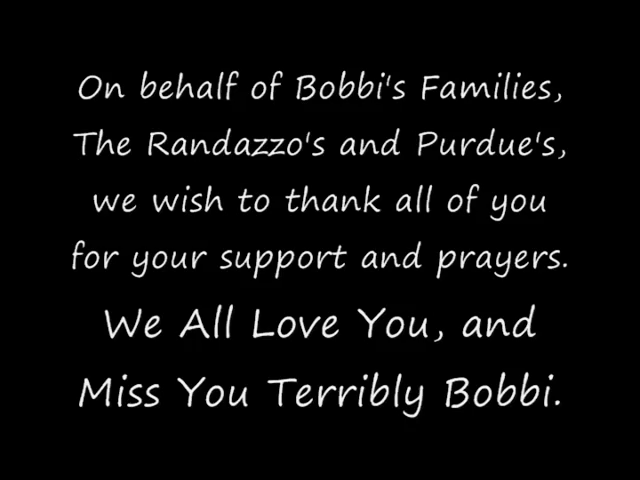 On behalf of Bobbi's Families,
The Randazzo's and Purdue's,
we wish to thank all of you
for your support and prayers.
We All Love You, and
Miss You Terribly Bobbi.